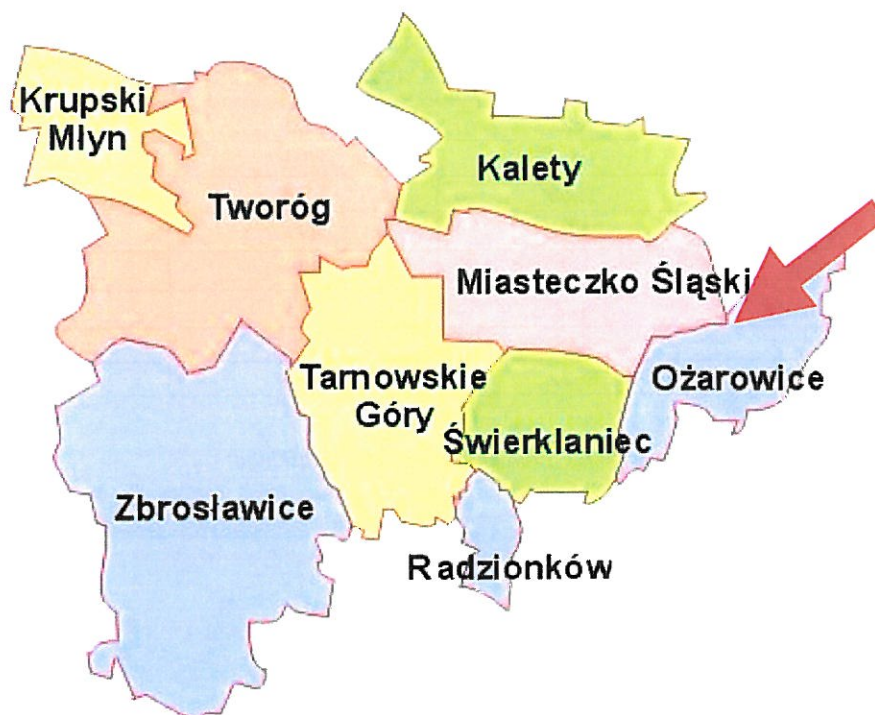 Krupski
Młyn
Kalety
Tworóg
Miasteczko Śląski
Tarnowskie
Góry
Ożarowice
Świerklaniec
Zbrosławice
Radzionków